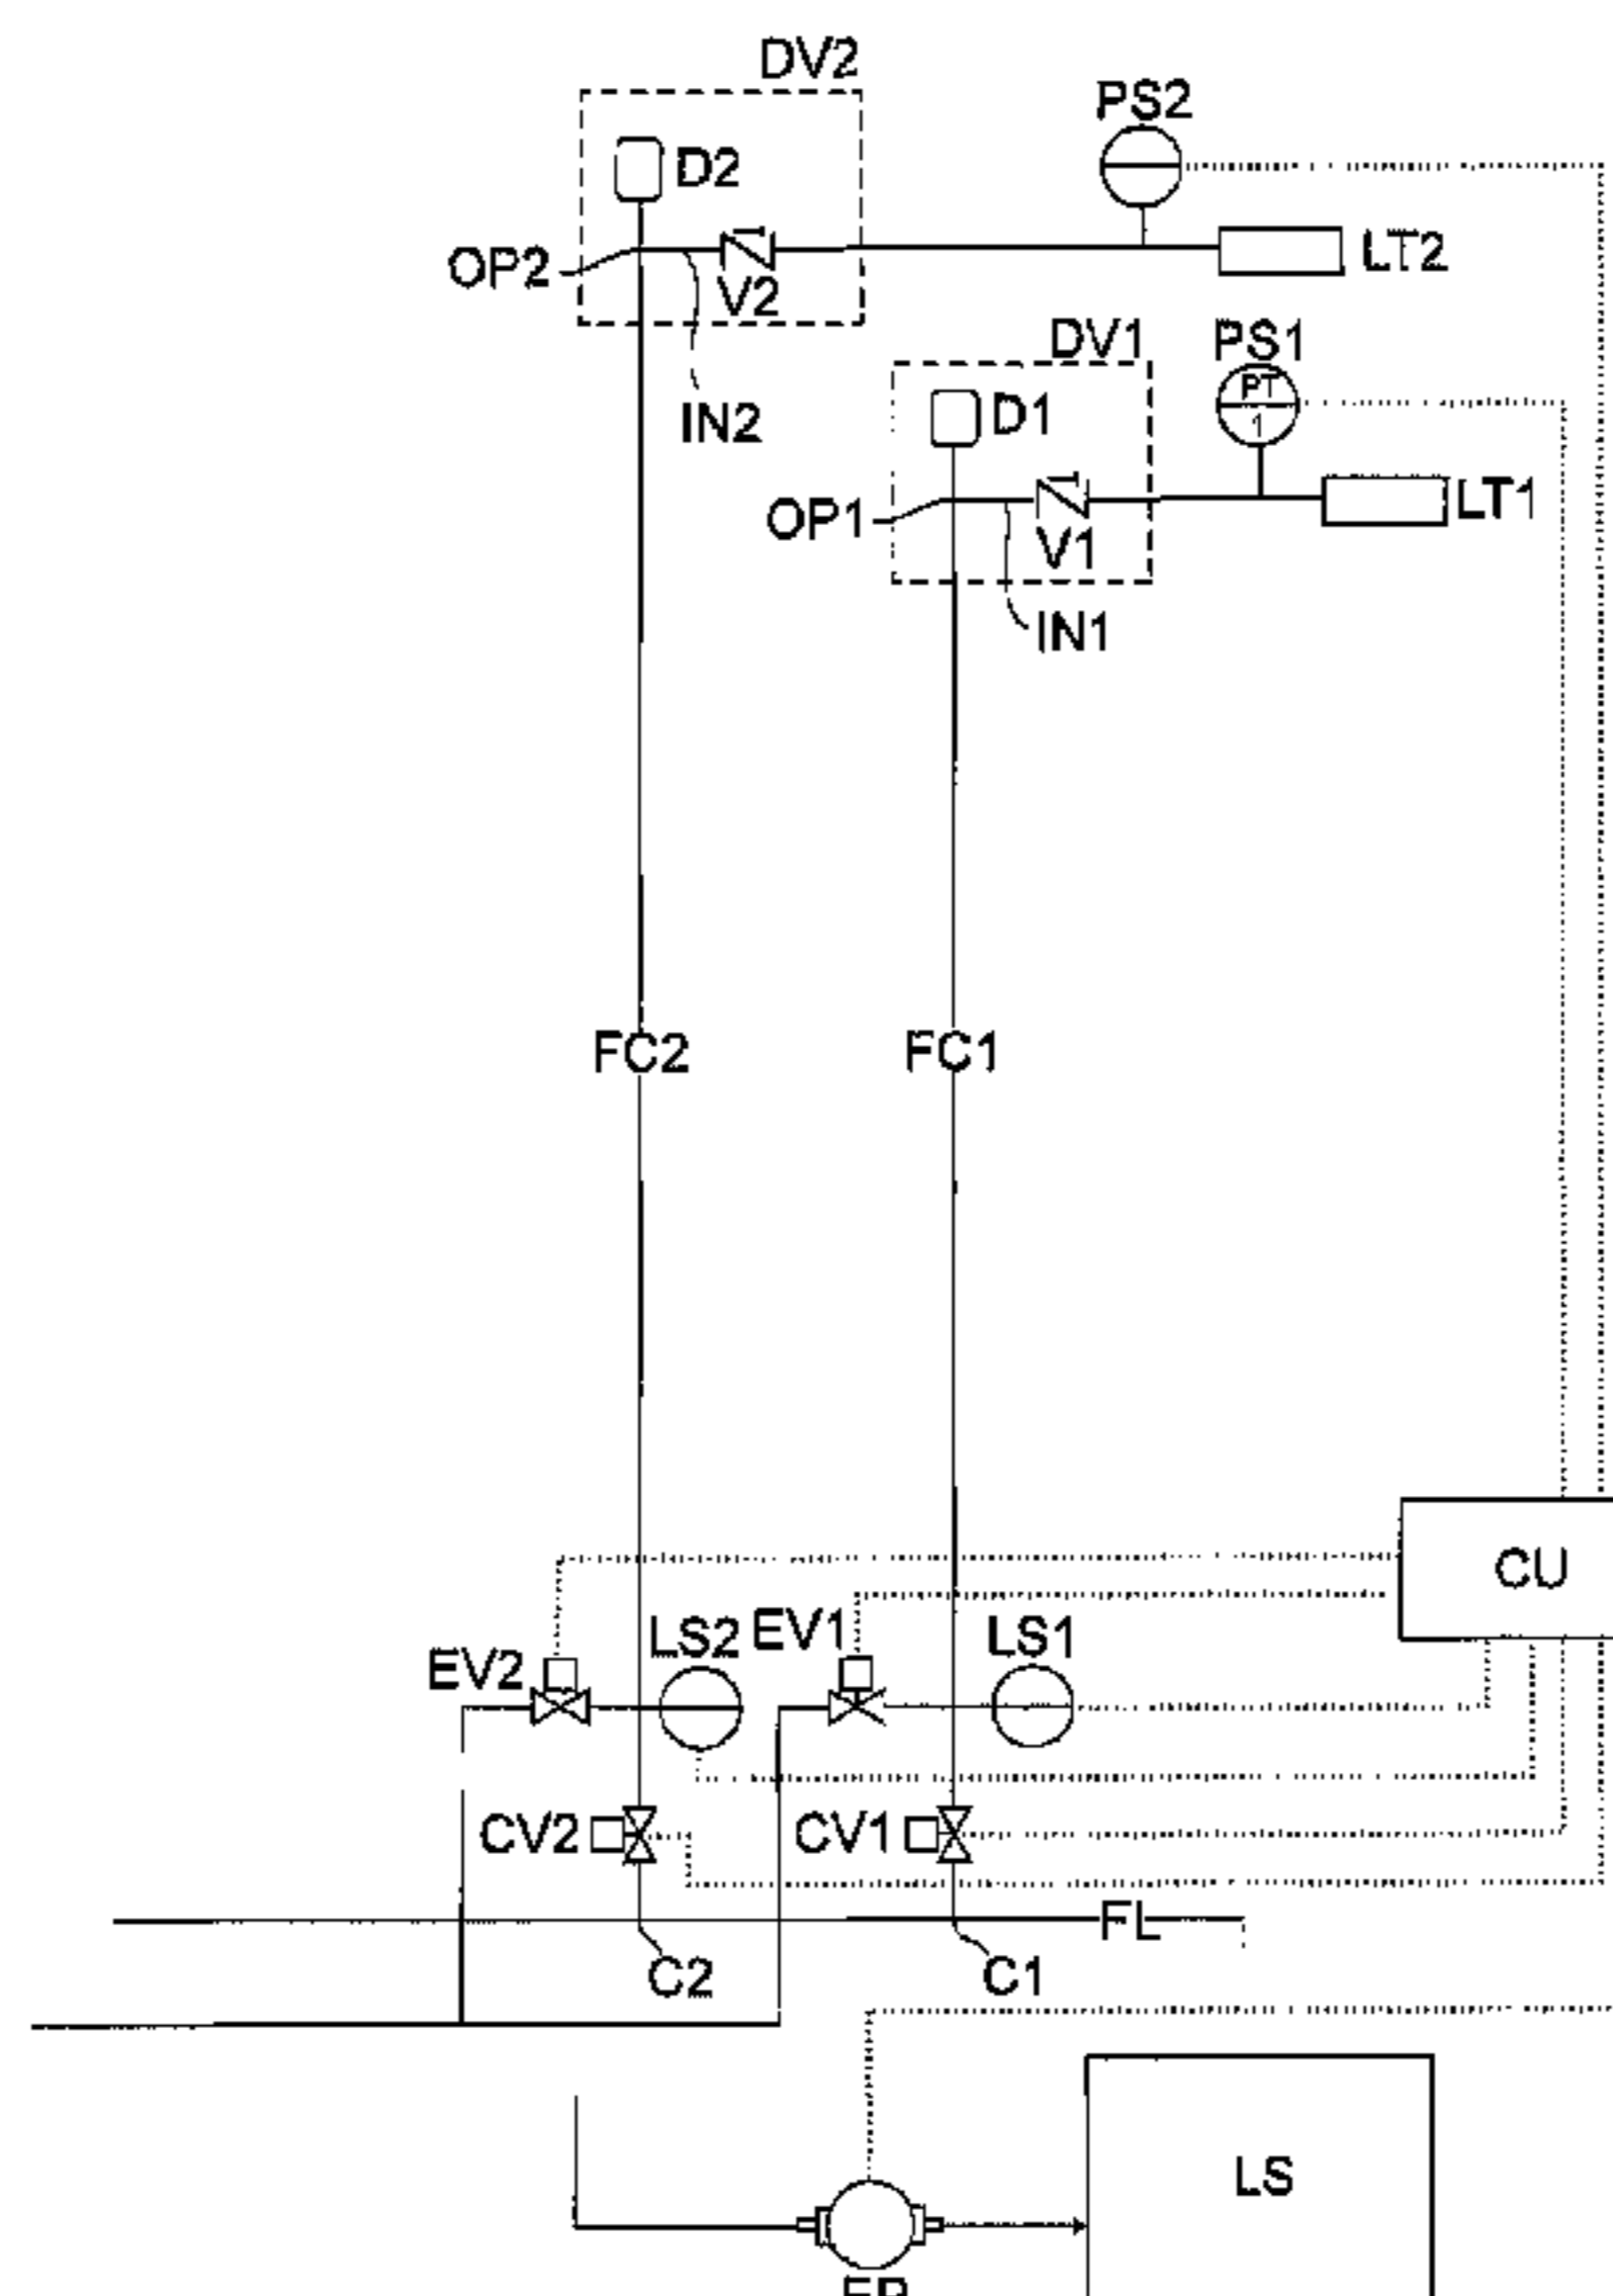 DV2
PS2
D2
OP2
LT2
V2
DV1
PS1
PT
1
IN2
D1
OP1
LT1
V1
IN1
FC2
FC1
CU
LS2
EV1
LS1
EV2
CV2
CV1
FL
C2
C1
LS